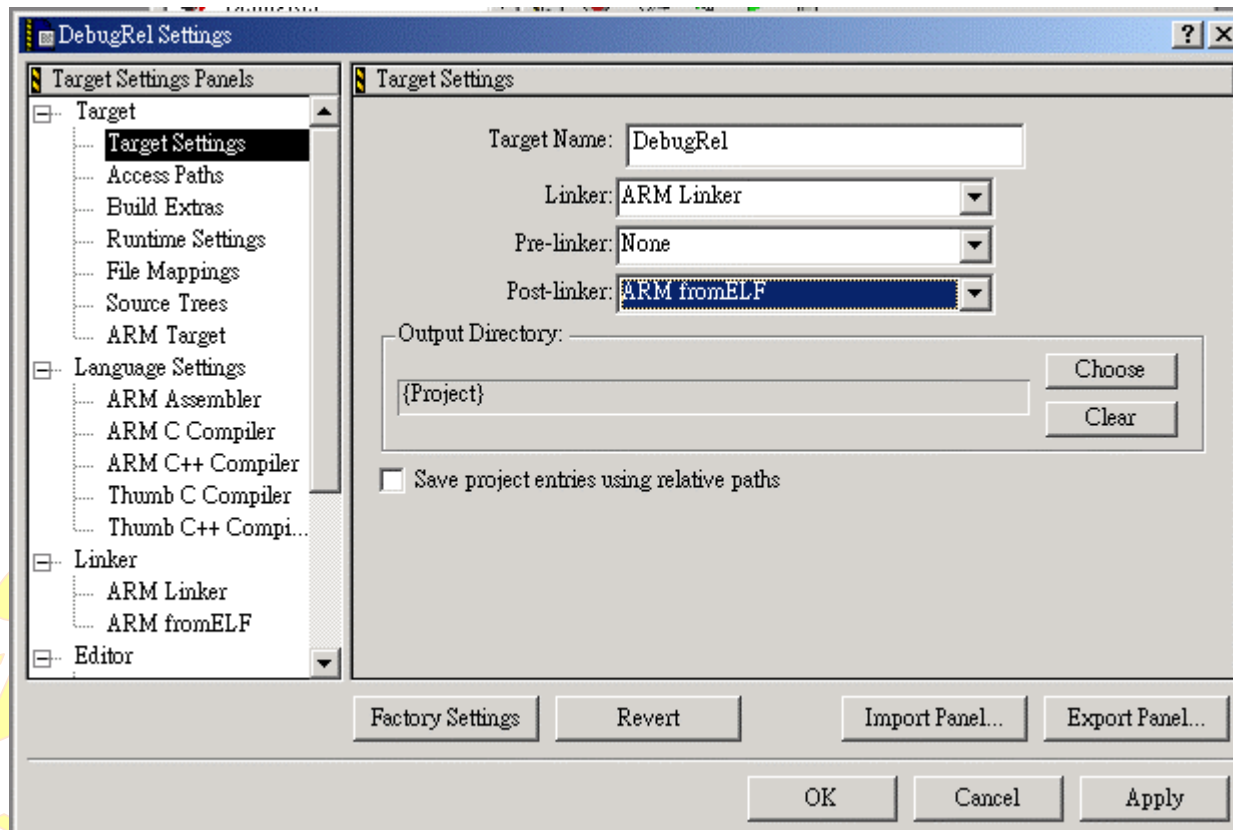 DebugRel Settings
Target Settings Panels
Target
Target Settings
Access Paths
Build Extras
Runtime Settings
File Mappings
Source Trees
ARM Target
Language Settings
ARM Assembler
ARM C Compiler
ARM C++ Compiler
Thumb C Compiler
Thumb C++ Compi...
Linker
ARM Linker
ARM fromELF
Editor
Target Settings
Target Name: DebugRel
Linker: ARM Linker
Pre-linker: None
Post-linker: ARM fromELF
Output Directory:
{Project}
Choose
Clear
Save project entries using relative paths
Factory Settings Revert Import Panel... Export Panel...
OK Cancel Apply